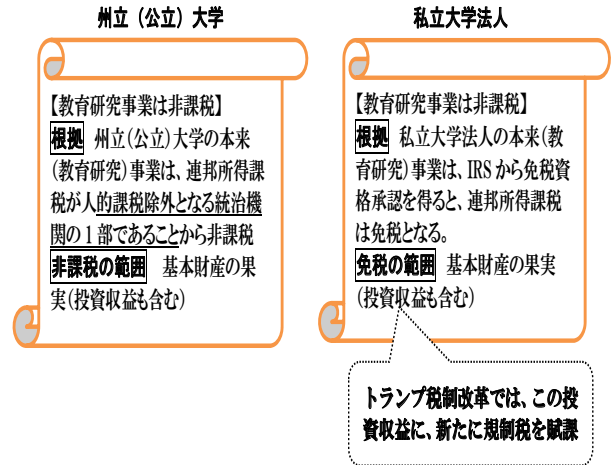 州立（公立）大学
【教育研究事業は非課税】
根拠 州立(公立)大学の本来
(教育研究)事業は、連邦所得課
税が人的課税除外となる統治機
関の１部であることから非課税
非課税の範囲 基本財産の果
実(投資収益も含む)
私立大学法人
【教育研究事業は非課税】
根拠 私立大学法人の本来(教
育研究)事業は、IRSから免税資
格承認を得ると、連邦所得課税
は免税となる。
免税の範囲 基本財産の果実
(投資収益も含む)
トランプ税制改革では、この投
資収益に、新たに規制税を賦課